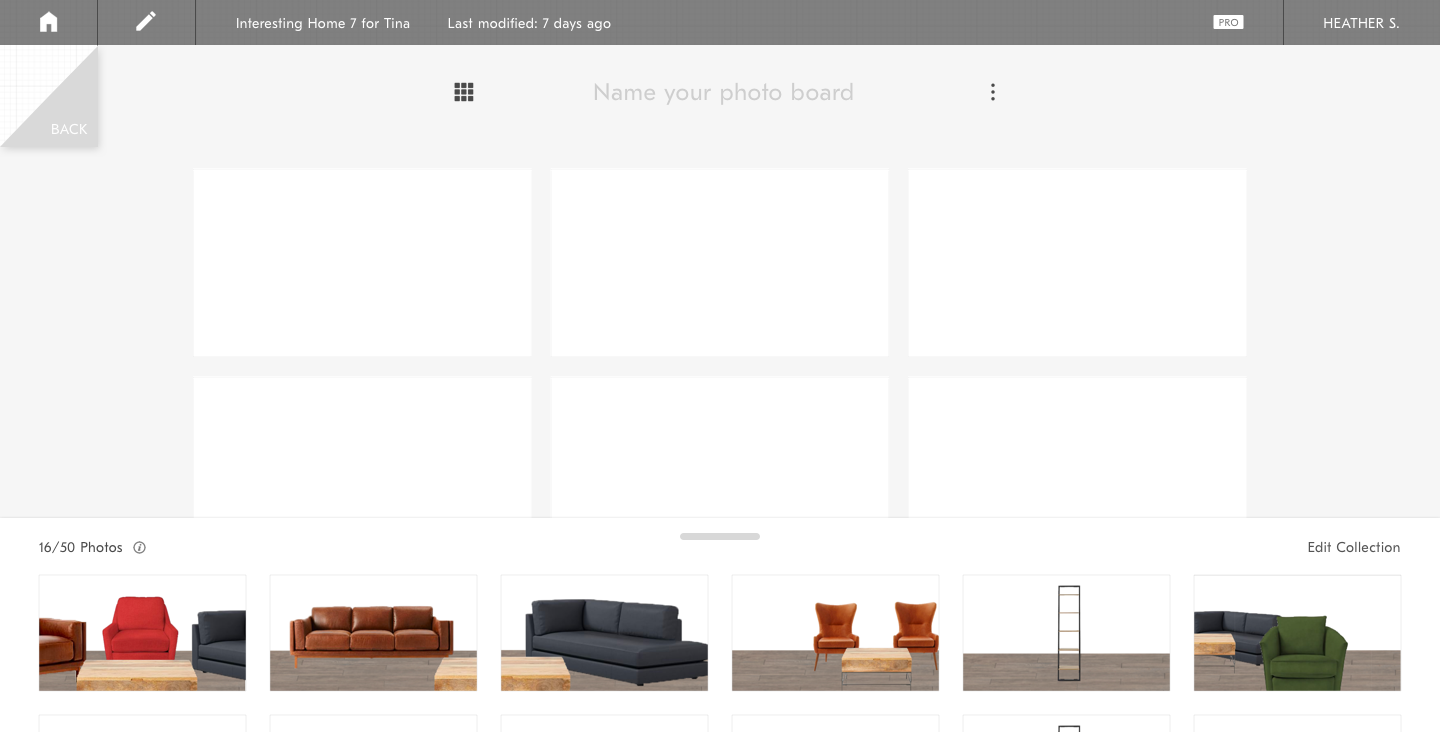 Interesting Home 7 for Tina
Last modified: 7 days ago
PRO
HEATHER S.
BACK
Name your photo board
16/50 Photos
Edit Collection